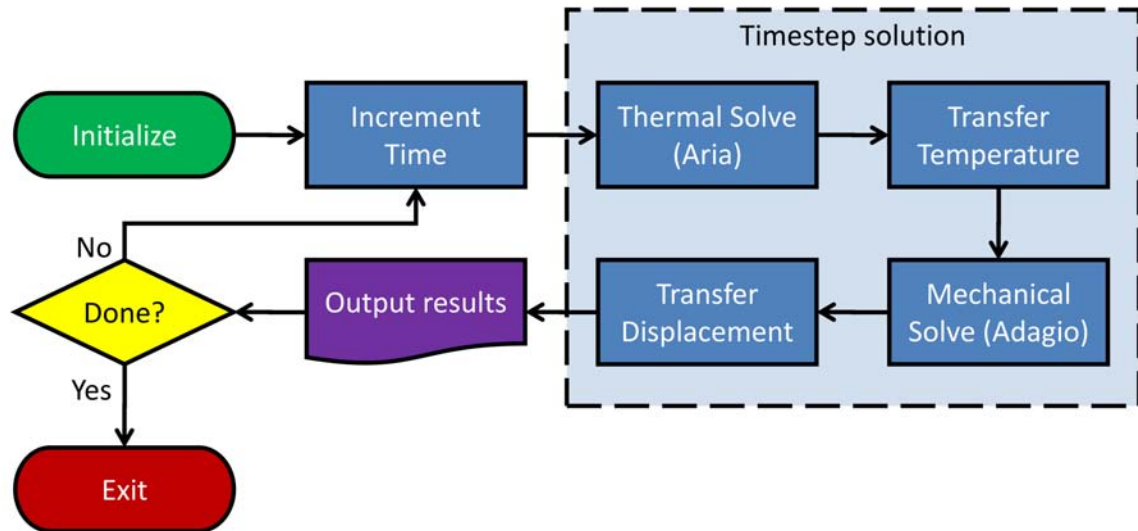 Timestep solution
Initialize
Increment
Time
Thermal Solve
(Aria)
Transfer
Temperature
Mechanical
Solve (Adagio)
Transfer
Displacement
Output results
Done?
No
Yes
Exit